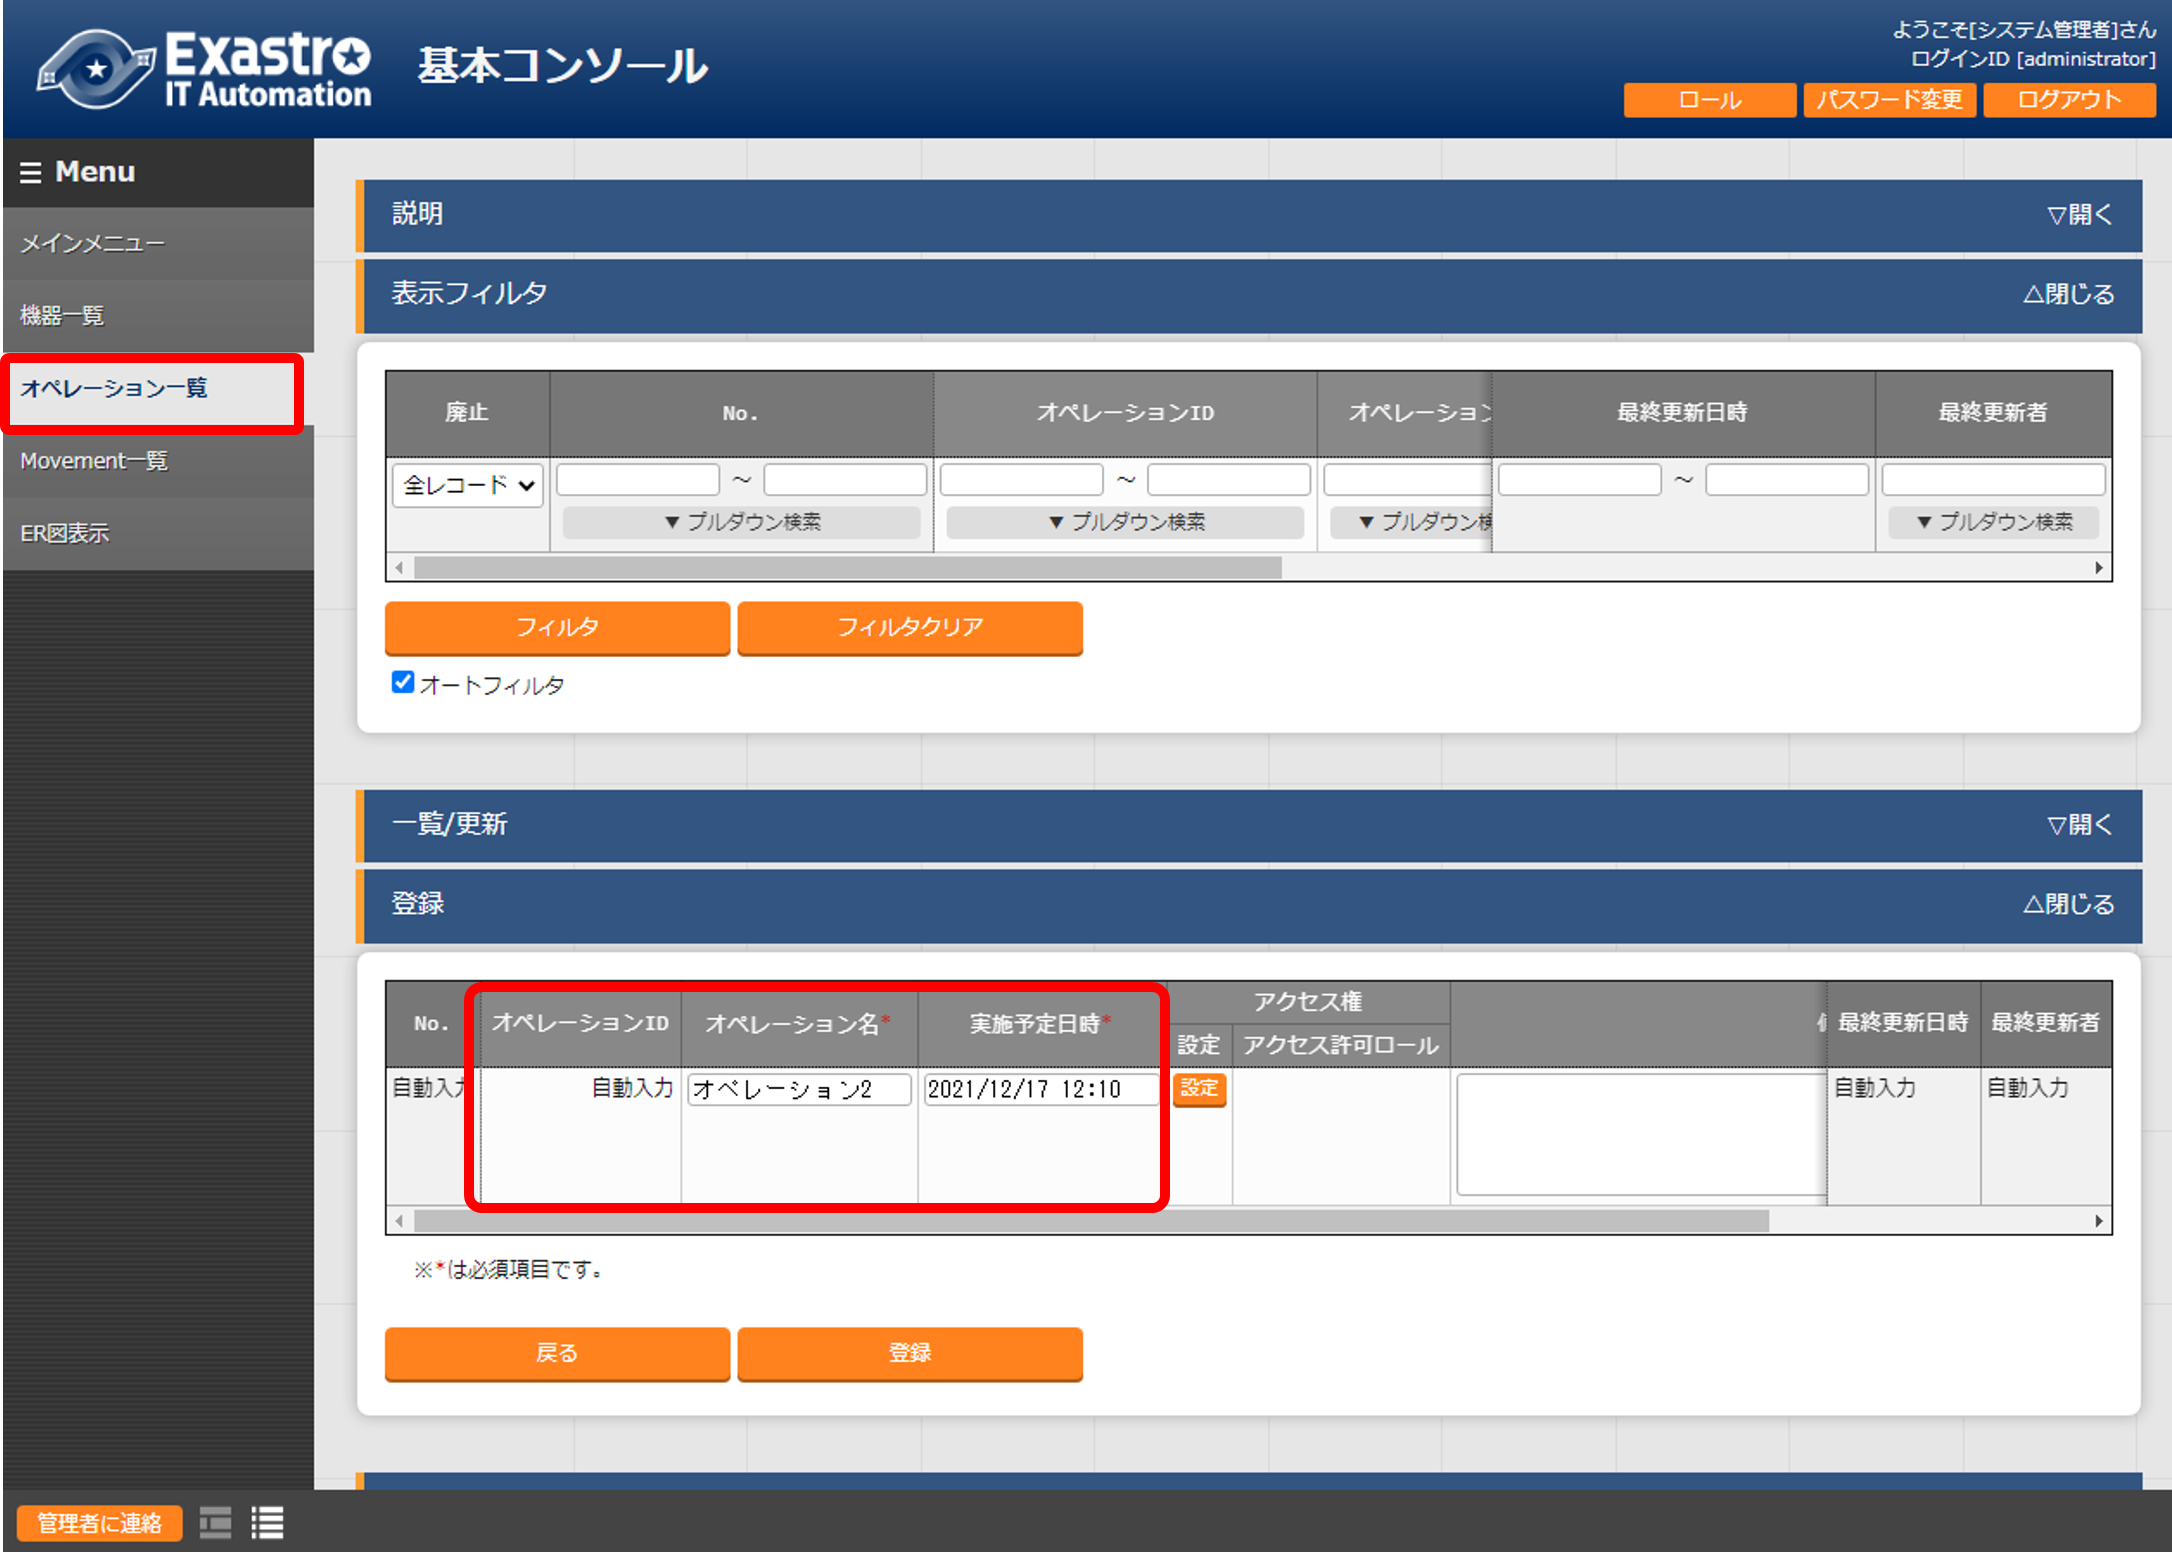 Exastro
IT Automation
基本コンソール
ようこそ[システム管理者]さん
ログインID [administrator]
ロール パスワード変更 ログアウト
Menu
メインメニュー
機器一覧
オペレーション一覧
Movement一覧
ER図表示
説明 ▽開く
表示フィルタ △閉じる
廃止 No. オペレーションID オペレーション 最終更新日時 最終更新者
全レコード ～ ～ ～
▼ プルダウン検索 ▼ プルダウン検索 ▼ プルダウン検 ▼ プルダウン検索
フィルタ フィルタクリア
オートフィルタ
一覧/更新 ▽開く
登録 △閉じる
No. オペレーションID オペレーション名* 実施予定日時* アクセス権 最終更新日時 最終更新者
設定 アクセス許可ロール
自動入力 自動入力 オペレーション2 2021/12/17 12:10 設定 自動入力 自動入力
※*は必須項目です。
戻る 登録
管理者に連絡